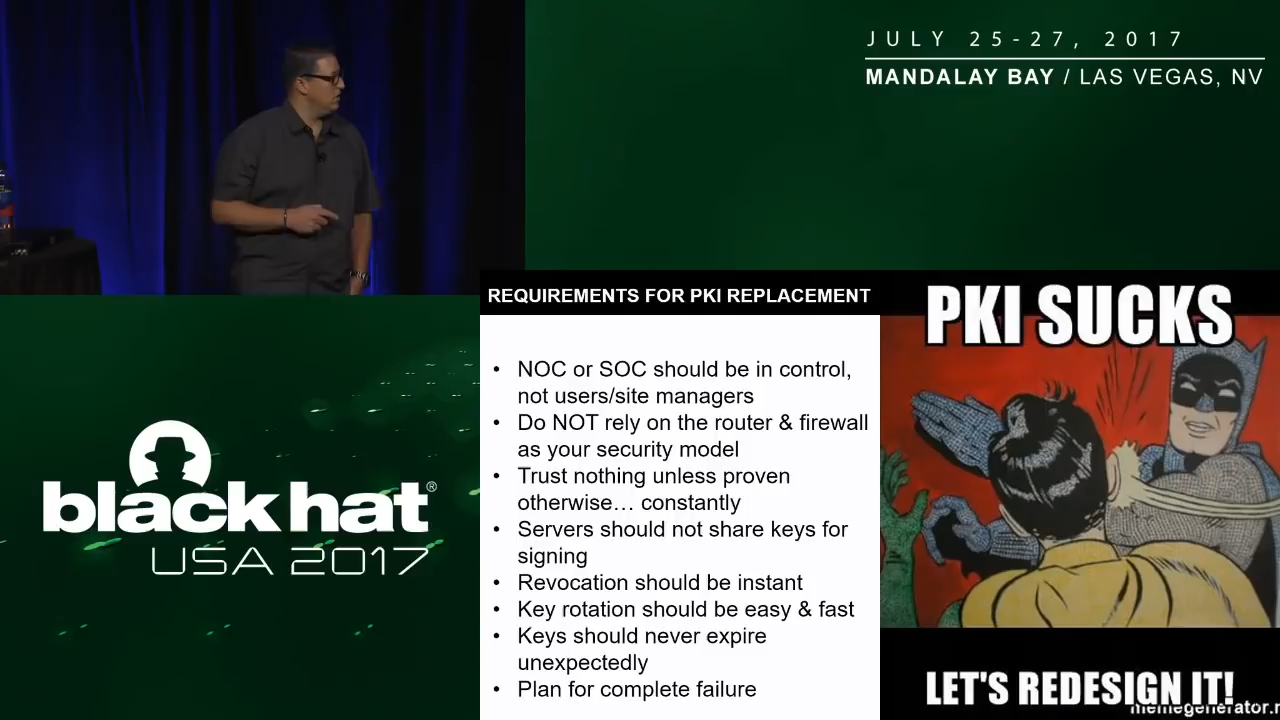 JULY 25-27, 2017
MANDALAY BAY / LAS VEGAS, NV
black hat®
USA 2017
REQUIREMENTS FOR PKI REPLACEMENT
• NOC or SOC should be in control,
not users/site managers
• Do NOT rely on the router & firewall
as your security model
• Trust nothing unless proven
otherwise… constantly
• Servers should not share keys for
signing
• Revocation should be instant
• Key rotation should be easy & fast
• Keys should never expire
unexpectedly
• Plan for complete failure
PKI SUCKS
LET'S REDESIGN IT!
memegenerator.n